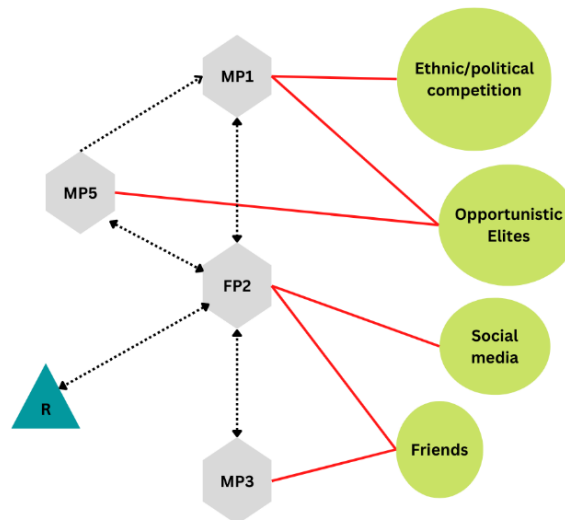 MP1
Ethnic/political
competition
MP5
Opportunistic
Elites
FP2
Social
media
R
Friends
MP3